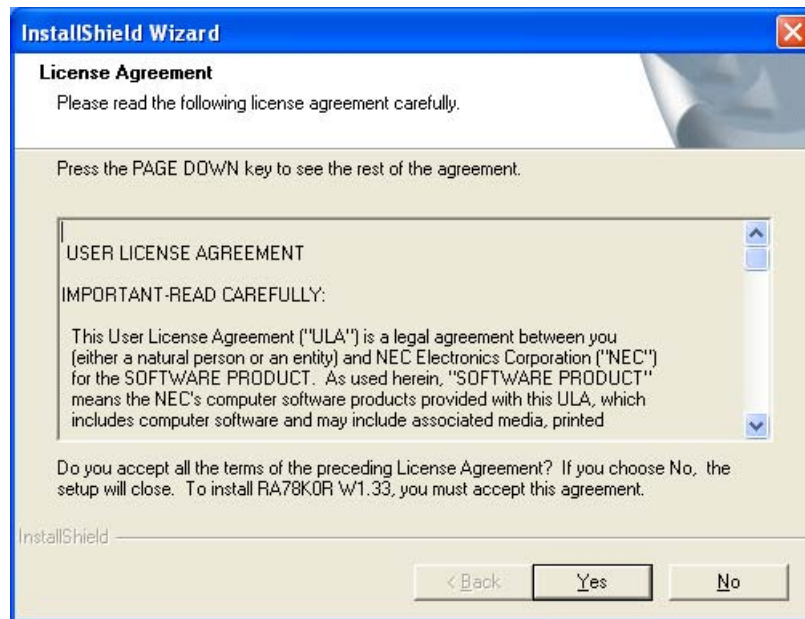 InstallShield Wizard
License Agreement
Please read the following license agreement carefully.
Press the PAGE DOWN key to see the rest of the agreement.
USER LICENSE AGREEMENT
IMPORTANT-READ CAREFULLY:
This User License Agreement ("ULA") is a legal agreement between you
(either a natural person or an entity) and NEC Electronics Corporation ("NEC")
for the SOFTWARE PRODUCT.  As used herein, "SOFTWARE PRODUCT"
means the NEC's computer software products provided with this ULA, which
includes computer software and may include associated media, printed
Do you accept all the terms of the preceding License Agreement?  If you choose No,  the
setup will close.  To install RA78K0R W1.33, you must accept this agreement.
InstallShield
< Back
Yes
No